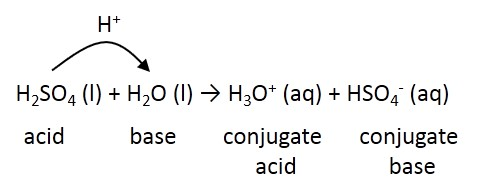 H⁺
H₂SO₄ (l) + H₂O (l) → H₃O⁺ (aq) + HSO₄⁻ (aq)
acid base conjugate acid conjugate base